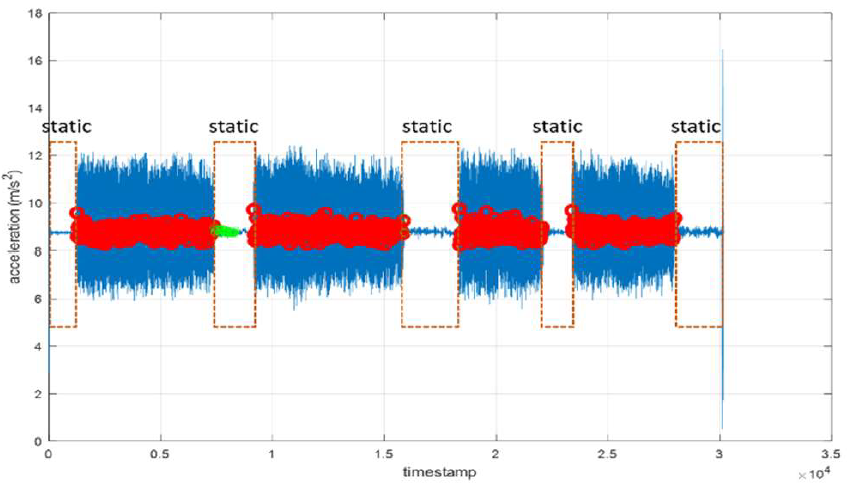 18
16
14
static static static static static
12
10
8
6
4
2
0
acceleration (m/s²)
0 0.5 1 1.5 2 2.5 3 3.5
timestamp
×10⁴